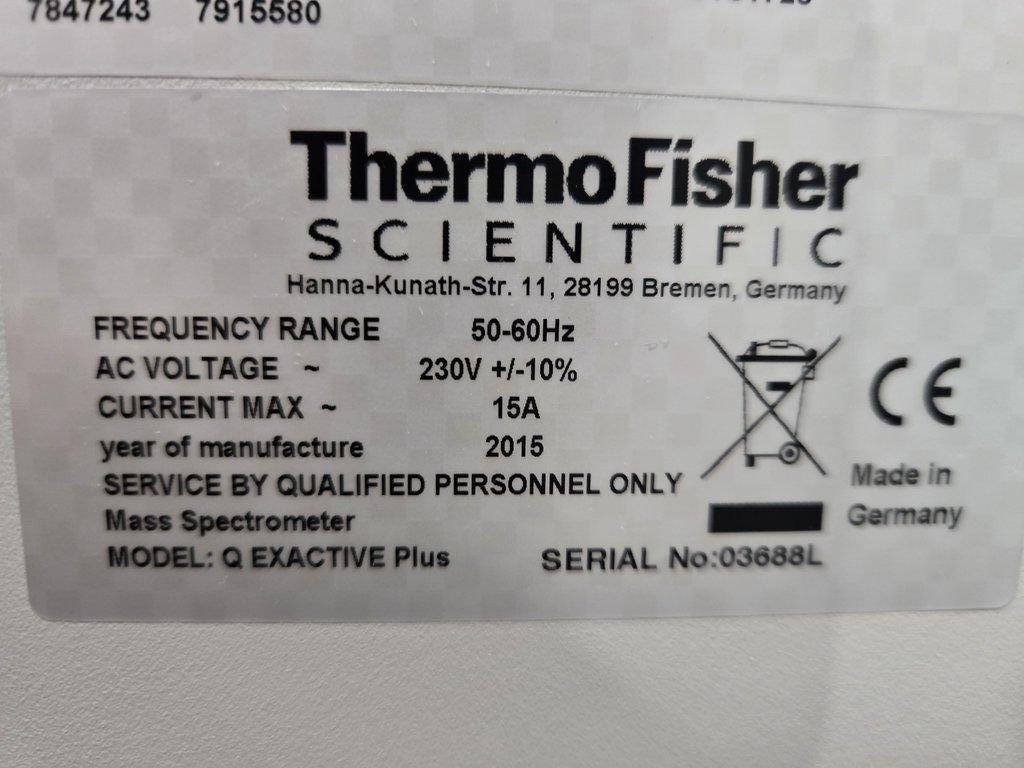 7847243 7915580
ThermoFisher
SCIENTIFIC
Hanna-Kunath-Str. 11, 28199 Bremen, Germany
FREQUENCY RANGE 50-60Hz
AC VOLTAGE ~ 230V +/-10%
CURRENT MAX ~ 15A
year of manufacture 2015
SERVICE BY QUALIFIED PERSONNEL ONLY
CE
Made in
Germany
Mass Spectrometer
MODEL: Q EXACTIVE Plus SERIAL No:03688L